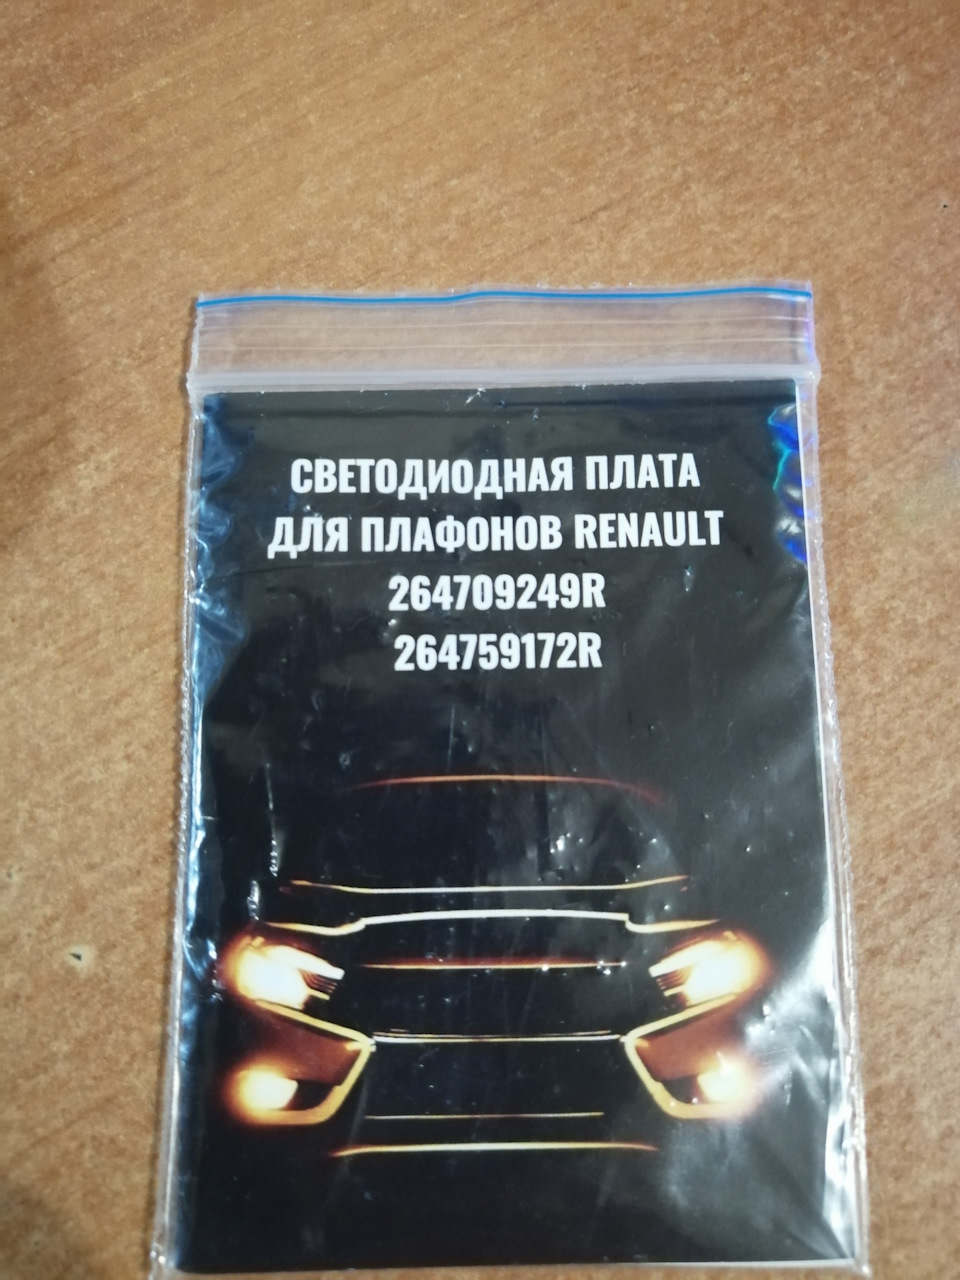 СВЕТОДИОДНАЯ ПЛАТА
ДЛЯ ПЛАФОНОВ RENAULT
264709249R
264759172R